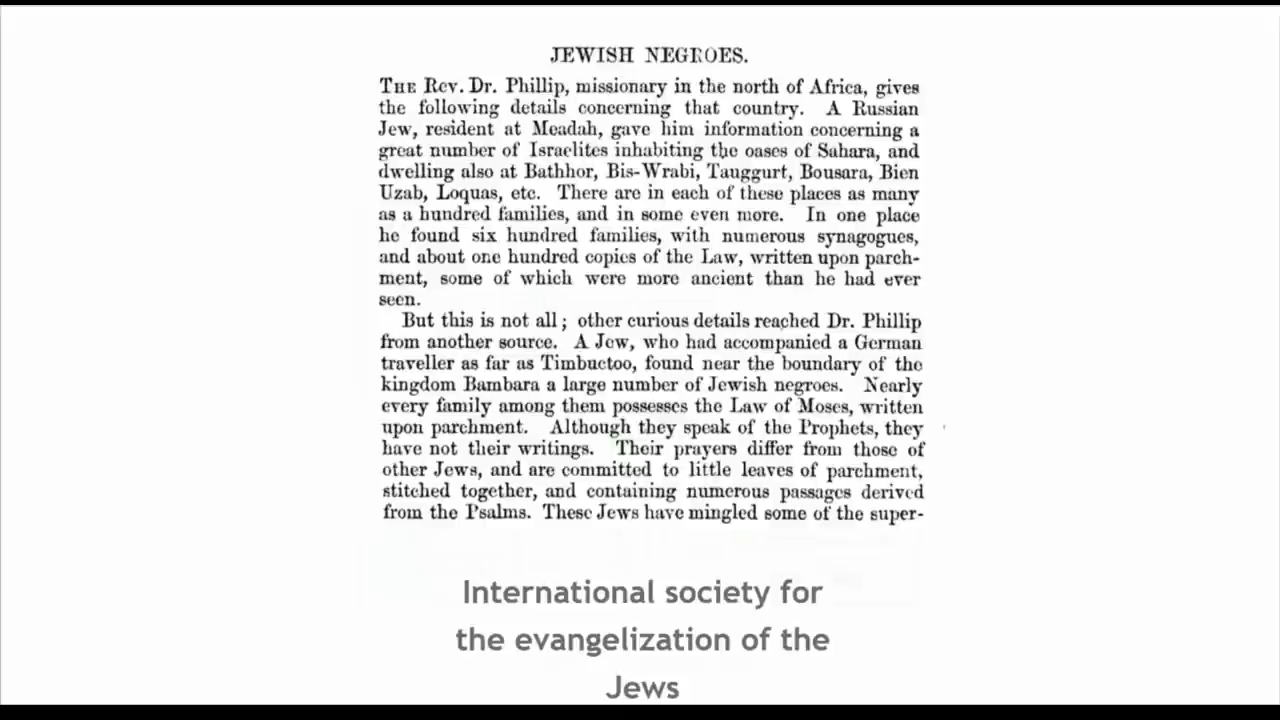 JEWISH NEGROES.
THE Rev. Dr. Phillip, missionary in the north of Africa, gives
the following details concerning that country. A Russian
Jew, resident at Meadah, gave him information concerning a
great number of Israelites inhabiting the oases of Sahara, and
dwelling also at Bathhor, Bis-Wrabi, Tauggurt, Bousara, Bien
Uzab, Loquas, etc. There are in each of these places as many
as a hundred families, and in some even more. In one place
he found six hundred families, with numerous synagogues,
and about one hundred copies of the Law, written upon parch-
ment, some of which were more ancient than he had ever
seen.
But this is not all; other curious details reached Dr. Phillip
from another source. A Jew, who had accompanied a German
traveller as far as Timbuctoo, found near the boundary of the
kingdom Bambara a large number of Jewish negroes. Nearly
every family among them possesses the Law of Moses, written
upon parchment. Although they speak of the Prophets, they
have not their writings. Their prayers differ from those of
other Jews, and are committed to little leaves of parchment,
stitched together, and containing numerous passages derived
from the Psalms. These Jews have mingled some of the super-
International society for
the evangelization of the
Jews